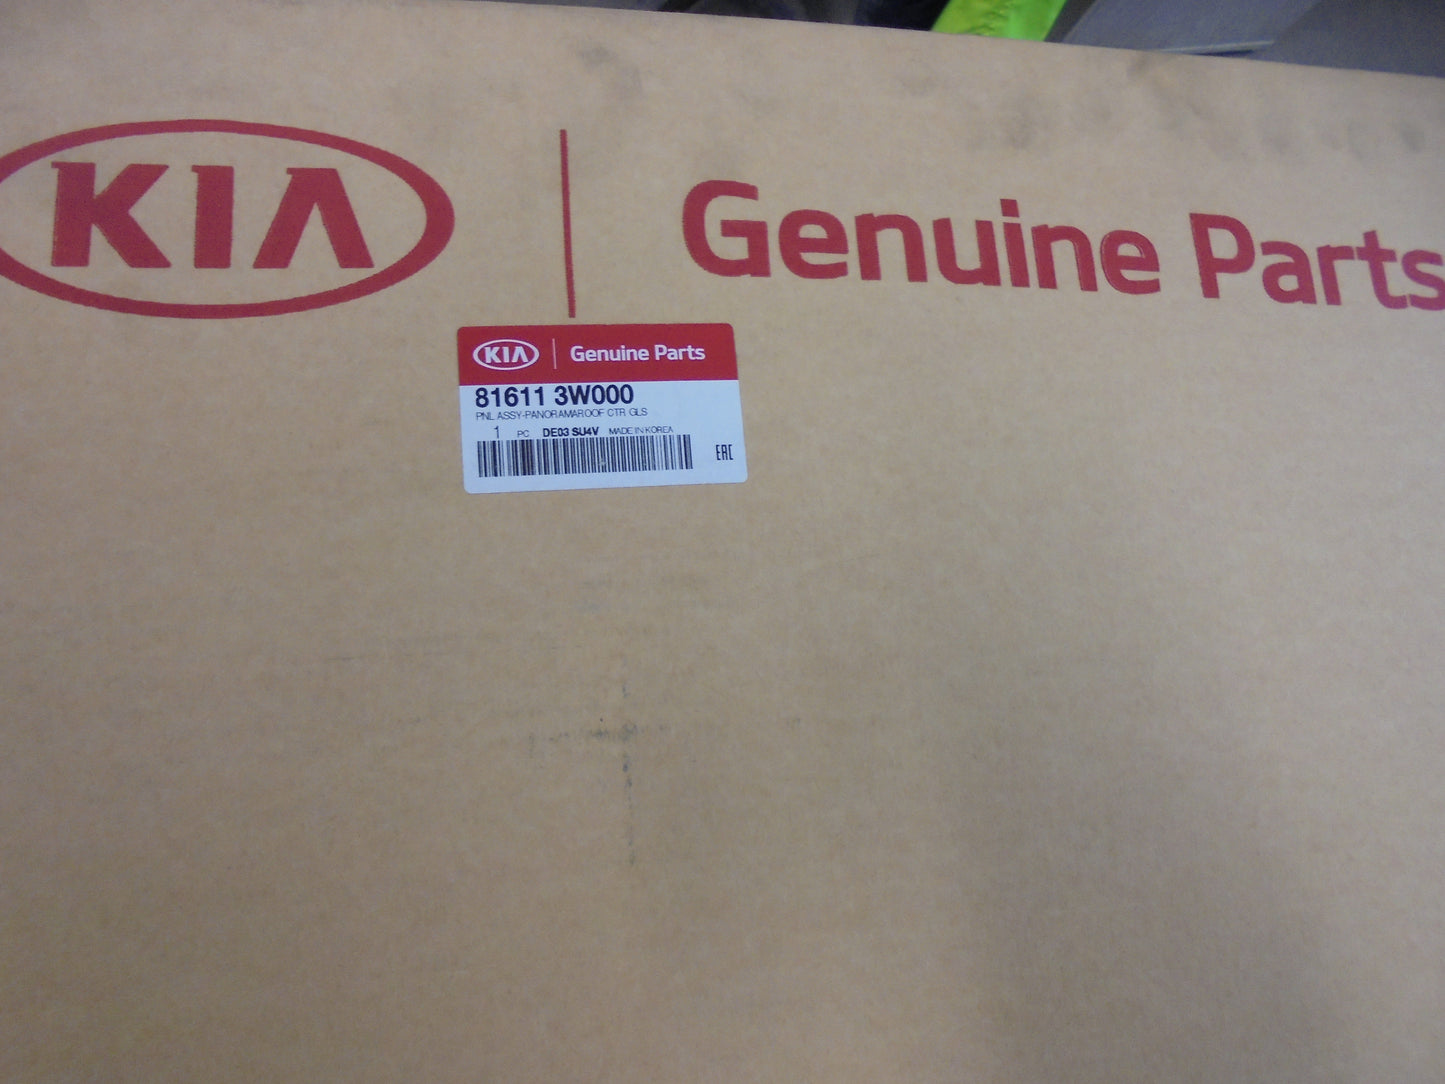 KIA Genuine Parts
KIA Genuine Parts
81611 3W000
PNL ASSY-PANORAMAROOF CTR GLS
1 PC DE03 SU4V MADE IN KOREA
EAC